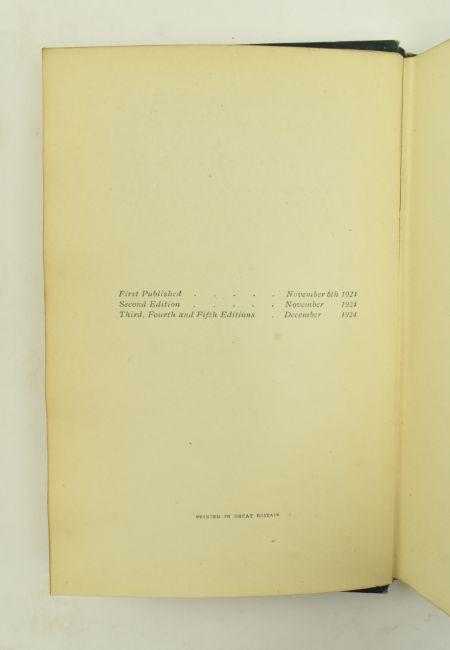 First Published . . . . . November 6th 1924
Second Edition . . . . . November 1924
Third, Fourth and Fifth Editions . December 1924
PRINTED IN GREAT BRITAIN